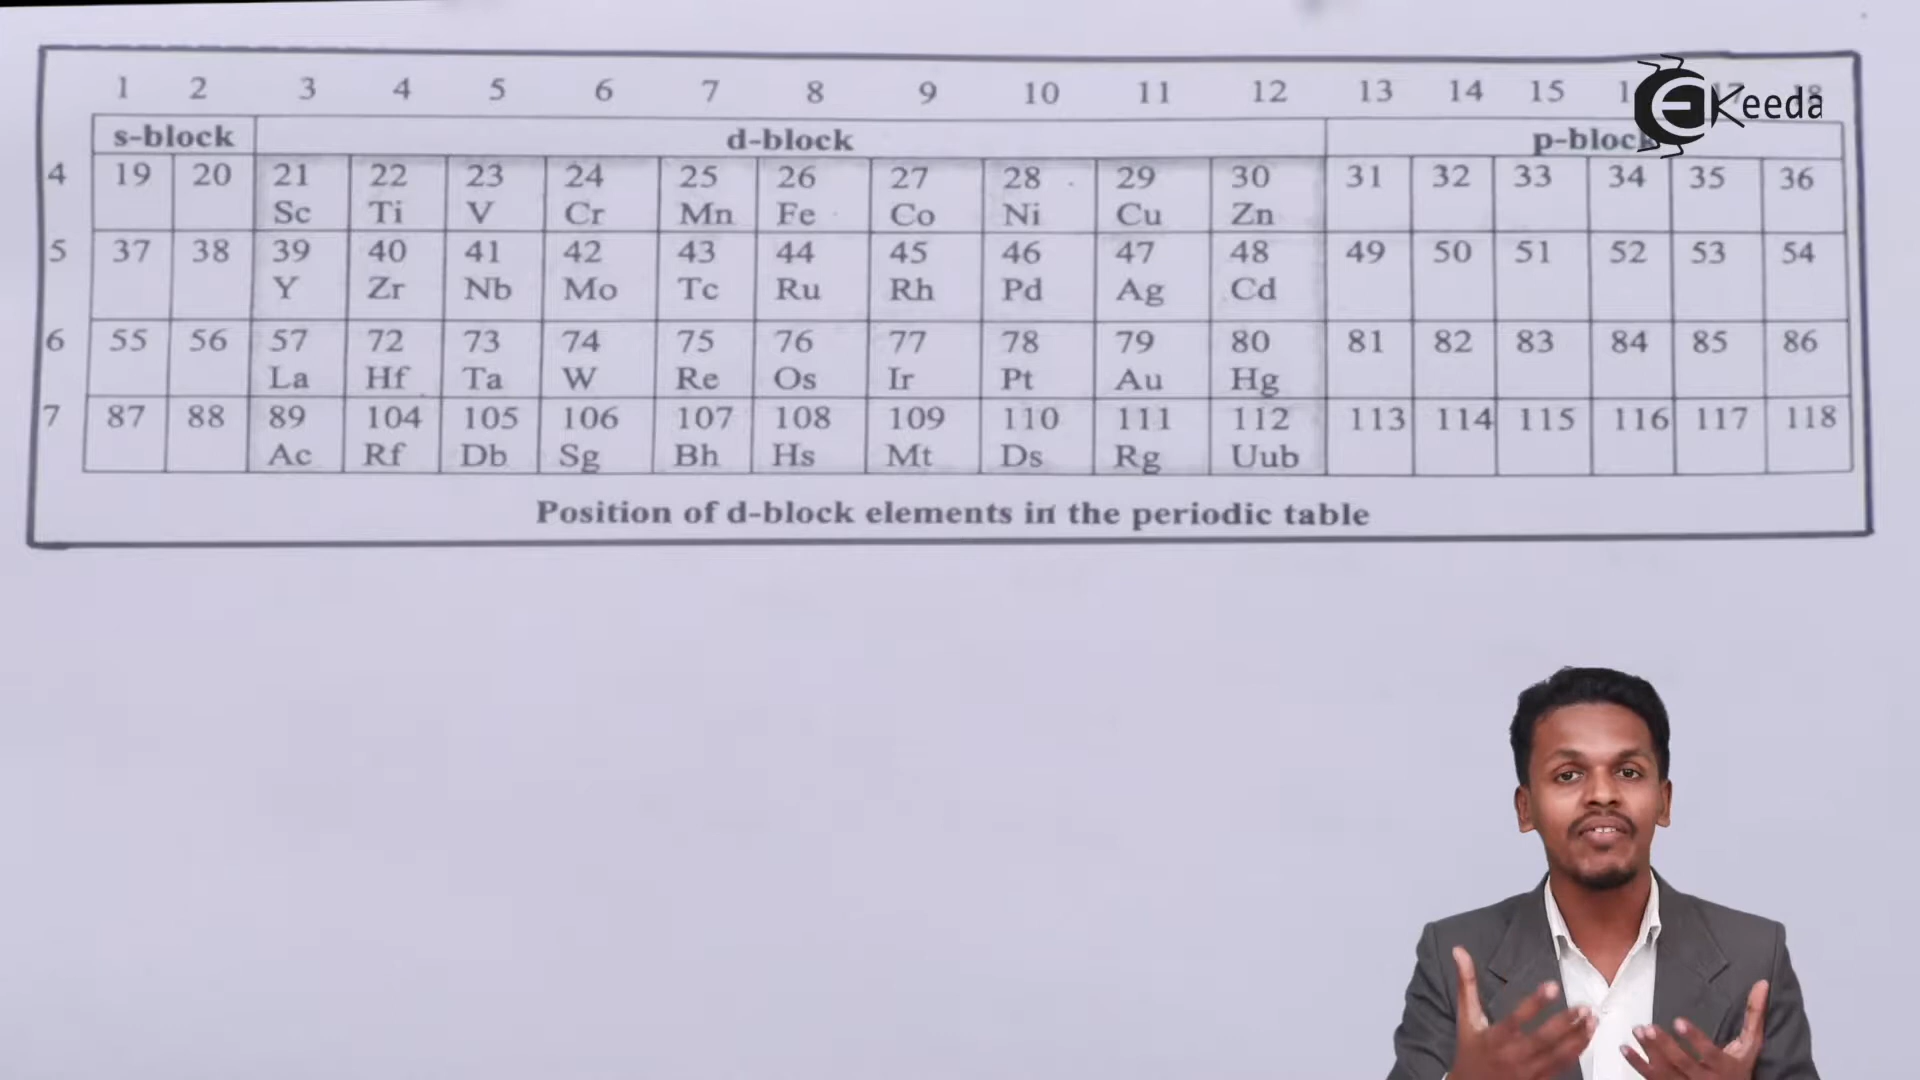 1 2 3 4 5 6 7 8 9 10 11 12 13 14 15
Keeda
s-block d-block p-block
4 19 20 21 22 23 24 25 26 27 28 29 30 31 32 33 34 35 36
Sc Ti V Cr Mn Fe Co Ni Cu Zn
5 37 38 39 40 41 42 43 44 45 46 47 48 49 50 51 52 53 54
Y Zr Nb Mo Tc Ru Rh Pd Ag Cd
6 55 56 57 72 73 74 75 76 77 78 79 80 81 82 83 84 85 86
La Hf Ta W Re Os Ir Pt Au Hg
7 87 88 89 104 105 106 107 108 109 110 111 112 113 114 115 116 117 118
Ac Rf Db Sg Bh Hs Mt Ds Rg Uub
Position of d-block elements in the periodic table